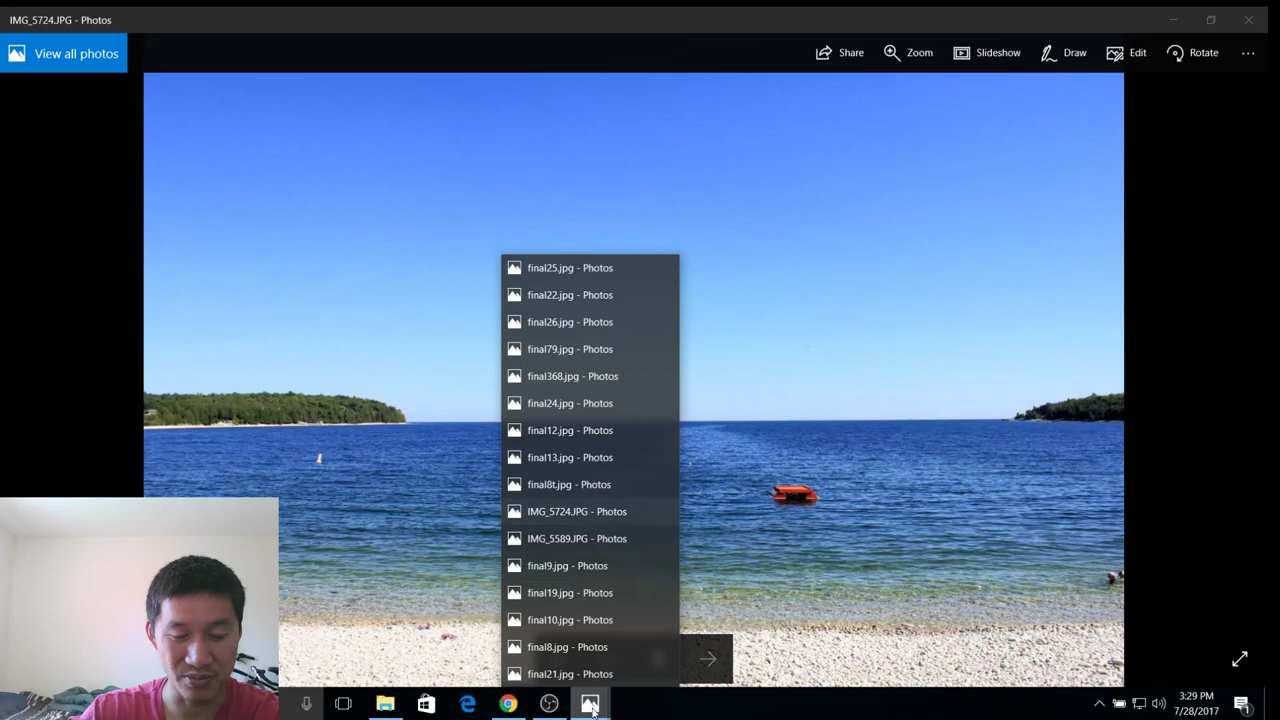 IMG_5724.JPG - Photos
View all photos
Share
Zoom
Slideshow
Draw
Edit
Rotate
final25.jpg - Photos
final22.jpg - Photos
final26.jpg - Photos
final79.jpg - Photos
final368.jpg - Photos
final24.jpg - Photos
final12.jpg - Photos
final13.jpg - Photos
final8t.jpg - Photos
IMG_5724.JPG - Photos
IMG_5589.JPG - Photos
final9.jpg - Photos
final19.jpg - Photos
final10.jpg - Photos
final8.jpg - Photos
final21.jpg - Photos
3:29 PM
7/28/2017
1